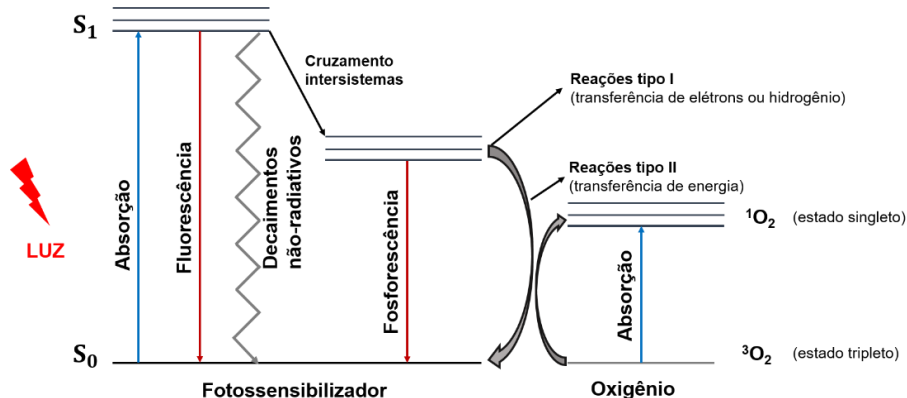 S₁
Cruzamento
intersistemas
Reações tipo I
(transferência de elétrons ou hidrogênio)
Reações tipo II
(transferência de energia)
LUZ
Absorção
Fluorescência
Decaimentos
não-radiativos
Fosforescência
Absorção
¹O₂ (estado singleto)
S₀
³O₂ (estado tripleto)
Fotossensibilizador
Oxigênio